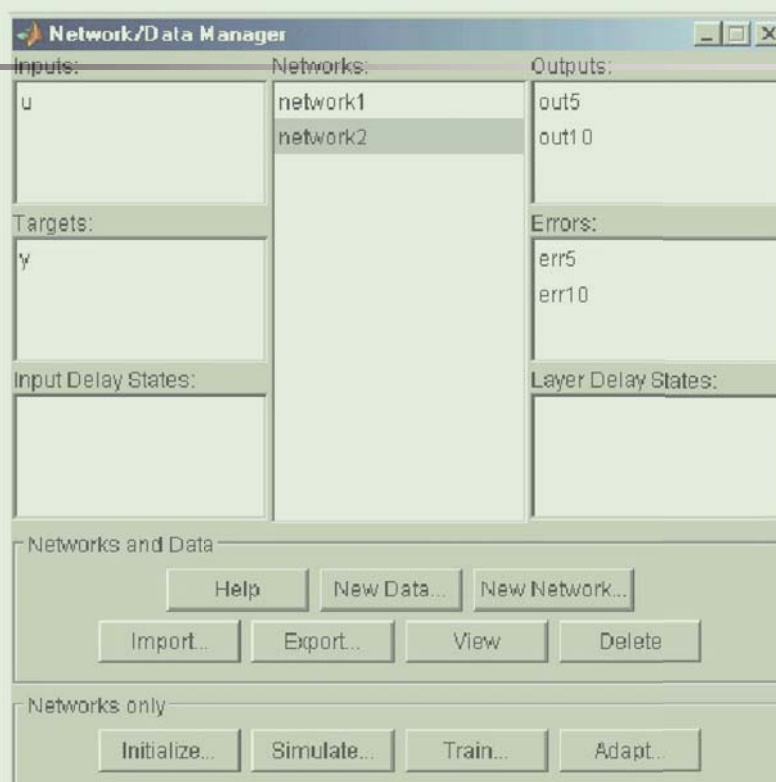 Network/Data Manager
Inputs: Networks: Outputs:
u network1 out5
network2 out10
Targets: Errors:
y err5
err10
Input Delay States: Layer Delay States:
Networks and Data
Help New Data... New Network...
Import... Export... View Delete
Networks only
Initialize... Simulate... Train... Adapt...